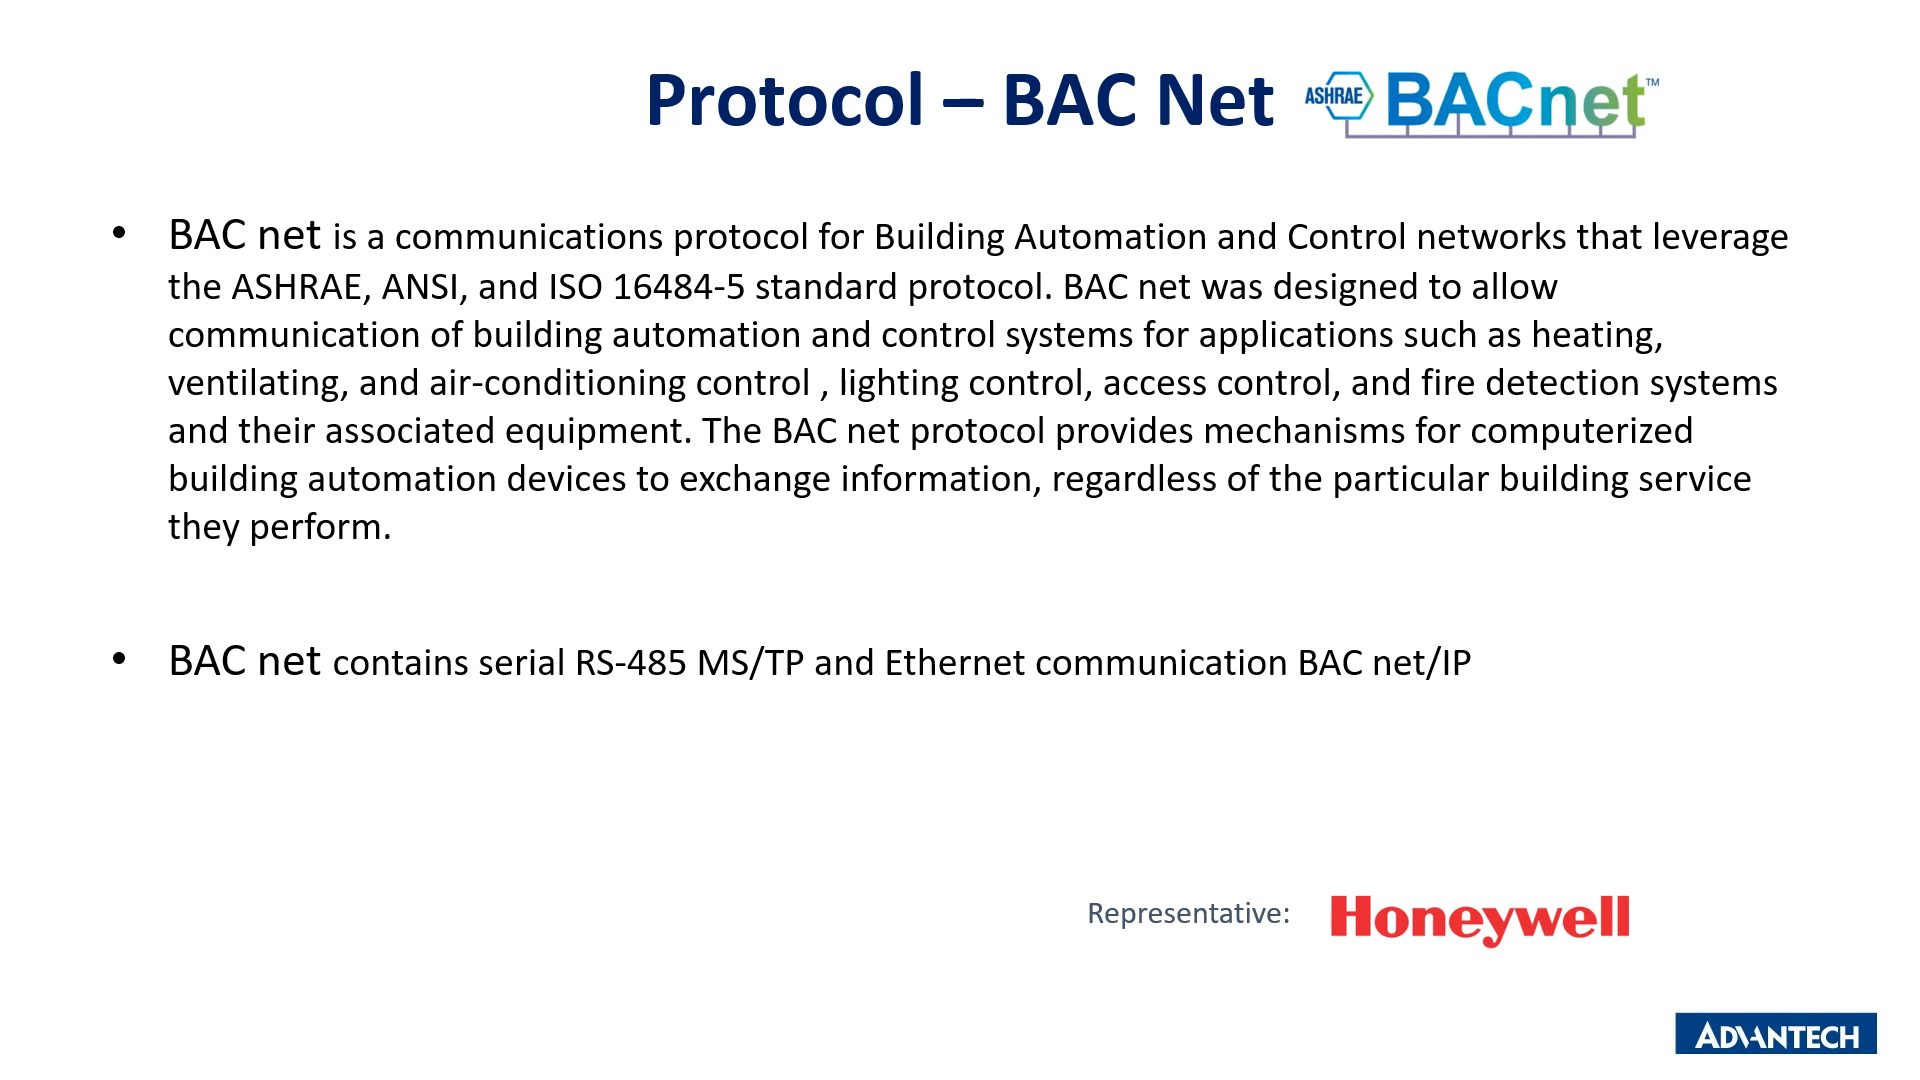 Protocol – BAC Net ASHRAE BACnet™
• BAC net is a communications protocol for Building Automation and Control networks that leverage
the ASHRAE, ANSI, and ISO 16484-5 standard protocol. BAC net was designed to allow
communication of building automation and control systems for applications such as heating,
ventilating, and air-conditioning control , lighting control, access control, and fire detection systems
and their associated equipment. The BAC net protocol provides mechanisms for computerized
building automation devices to exchange information, regardless of the particular building service
they perform.
• BAC net contains serial RS-485 MS/TP and Ethernet communication BAC net/IP
Representative: Honeywell
ADVANTECH